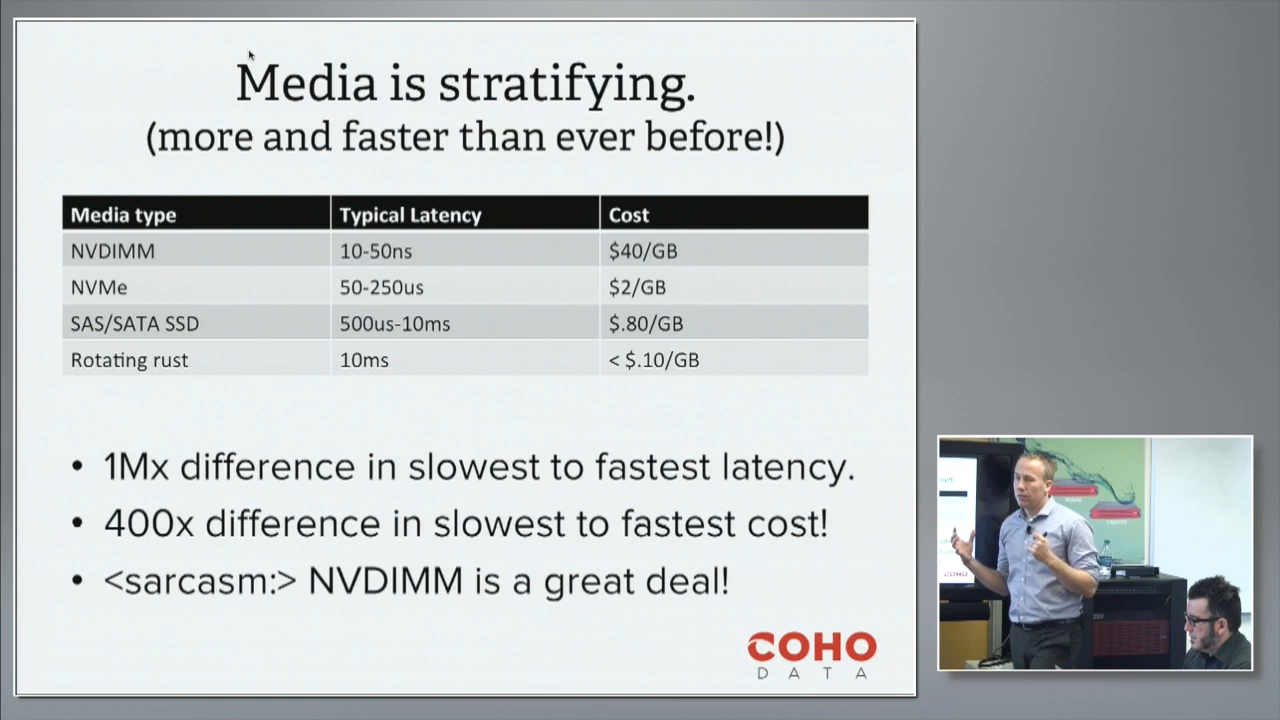 Media is stratifying.
(more and faster than ever before!)
Media type Typical Latency Cost
NVDIMM 10-50ns $40/GB
NVMe 50-250us $2/GB
SAS/SATA SSD 500us-10ms $.80/GB
Rotating rust 10ms < $.10/GB
• 1Mx difference in slowest to fastest latency.
• 400x difference in slowest to fastest cost!
• <sarcasm:> NVDIMM is a great deal!
COHO
DATA
COHO